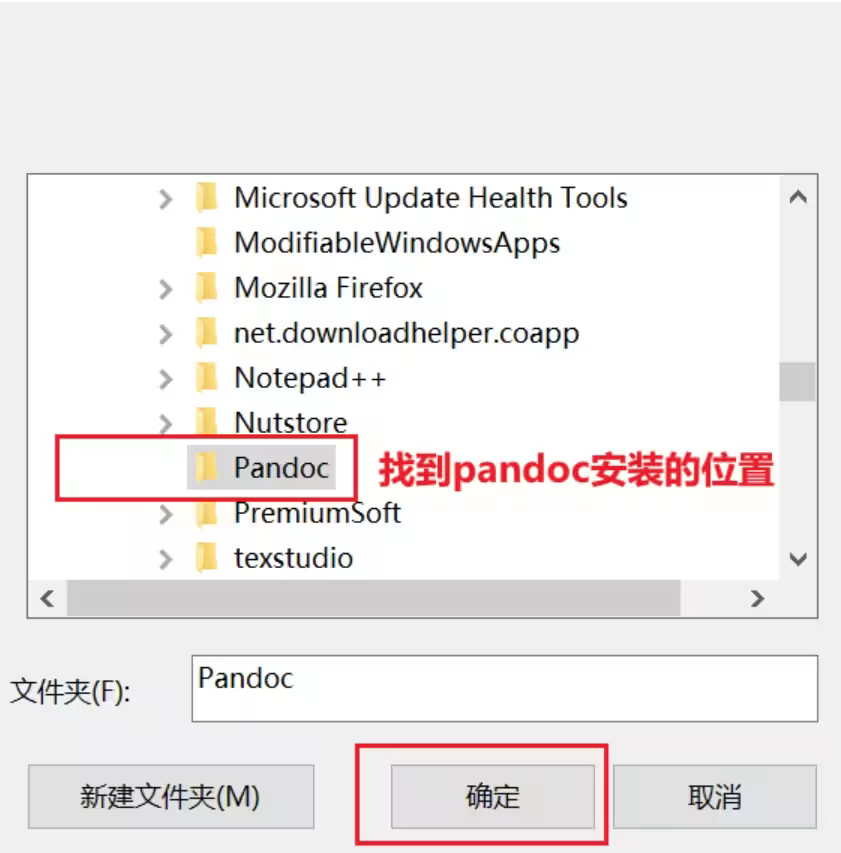 Microsoft Update Health Tools
ModifiableWindowsApps
Mozilla Firefox
net.downloadhelper.coapp
Notepad++
Nutstore
Pandoc 找到pandoc安装的位置
PremiumSoft
texstudio
文件夹(F): Pandoc
新建文件夹(M) 确定 取消